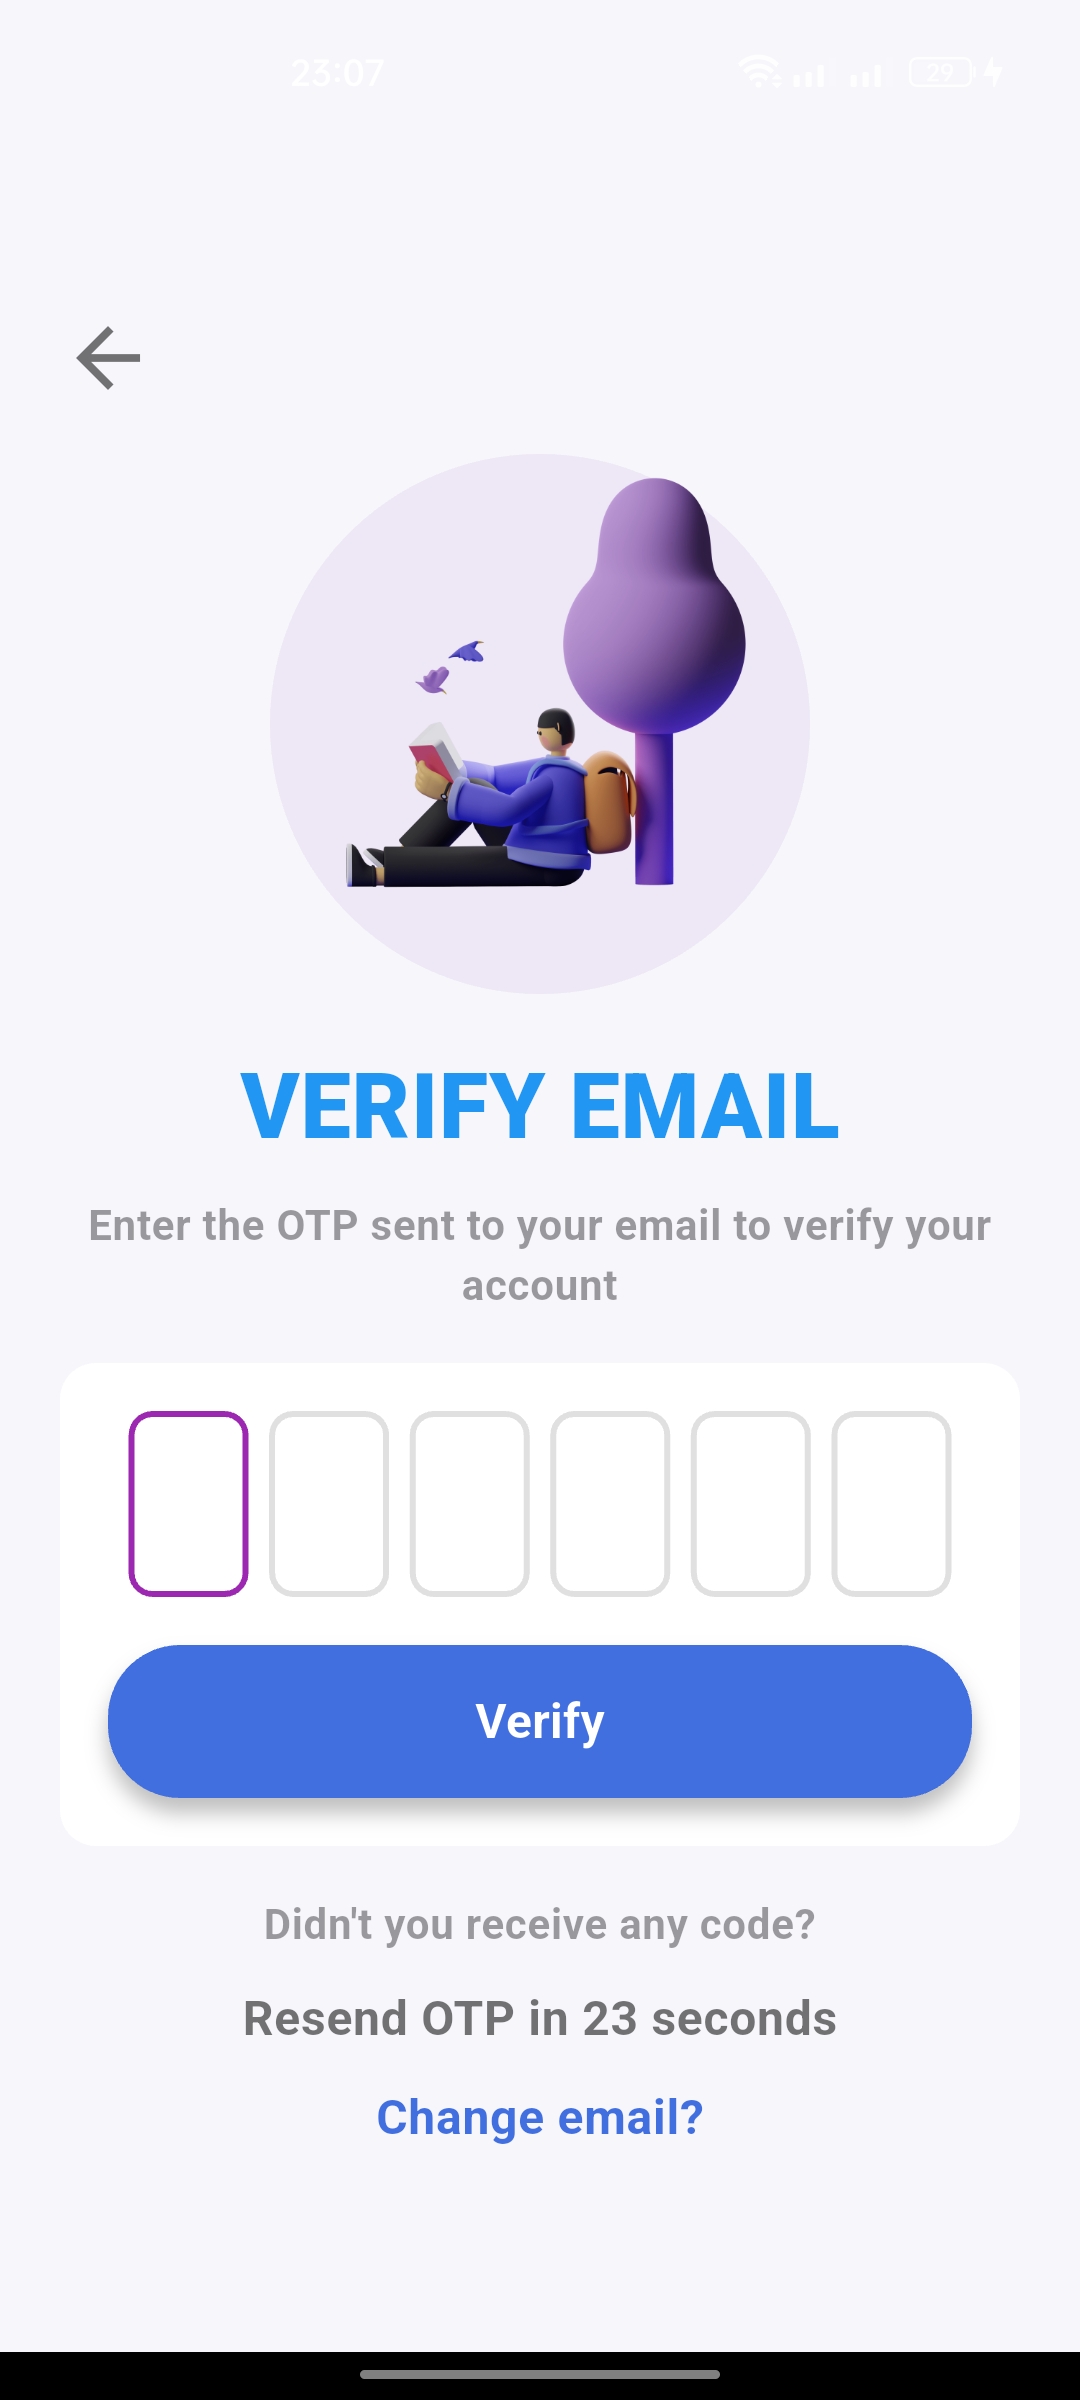 23:07
29
VERIFY EMAIL
Enter the OTP sent to your email to verify your
account
Verify
Didn't you receive any code?
Resend OTP in 23 seconds
Change email?